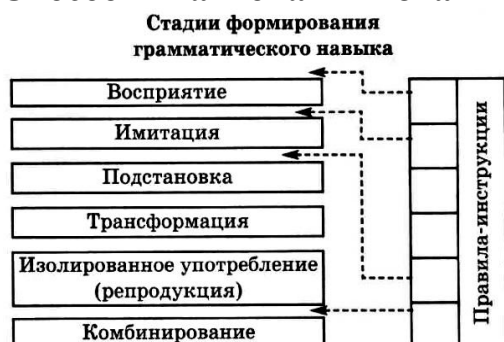 Стадии формирования
грамматического навыка
Восприятие
Имитация
Подстановка
Трансформация
Изолированное употребление
(репродукция)
Комбинирование
Правила-инструкции